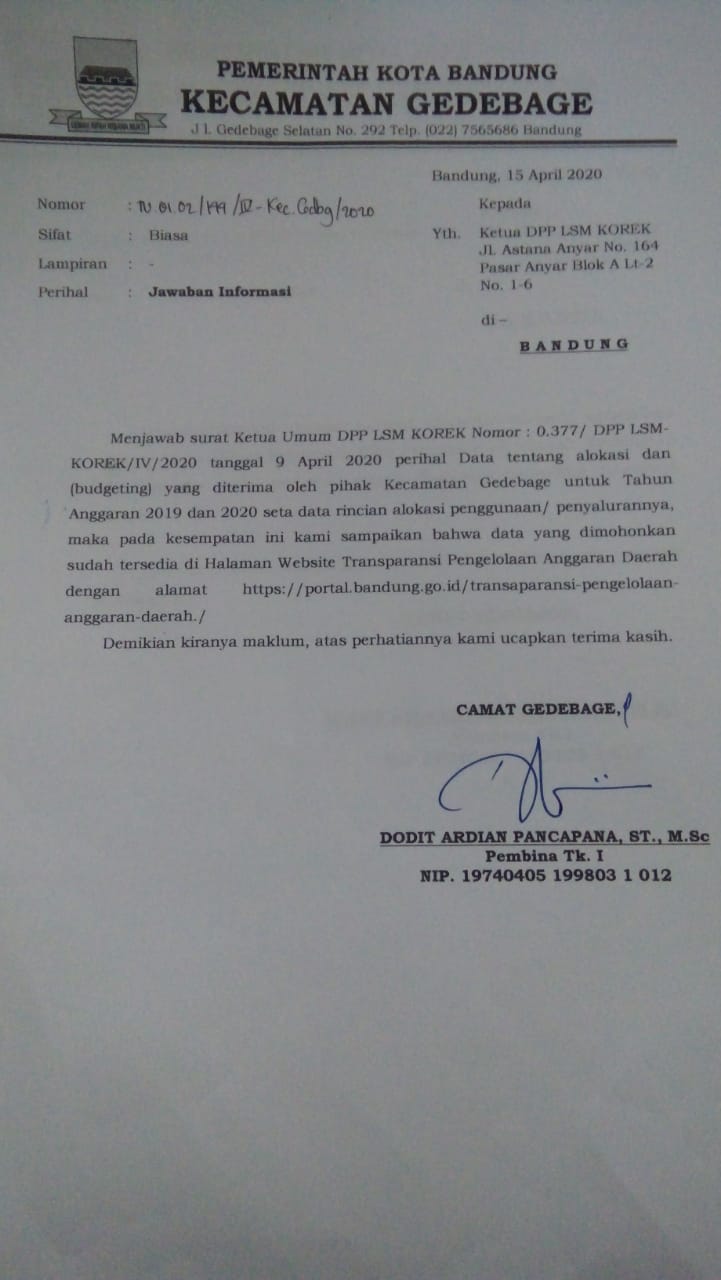 PEMERINTAH KOTA BANDUNG
KECAMATAN GEDEBAGE
Jl. Gedebage Selatan No. 292 Telp. (022) 7565686 Bandung
Bandung, 15 April 2020
Nomor : TU.01.02/199/IV-Kec.Gedbg/2020
Kepada
Sifat : Biasa
Yth. Ketua DPP LSM KOREK
Jl. Astana Anyar No. 164
Lampiran : -
Pasar Anyar Blok A Lt-2
No. 1-6
Perihal : Jawaban Informasi
di –
BANDUNG
Menjawab surat Ketua Umum DPP LSM KOREK Nomor : 0.377/ DPP LSM-
KOREK/IV/2020 tanggal 9 April 2020 perihal Data tentang alokasi dan
(budgeting) yang diterima oleh pihak Kecamatan Gedebage untuk Tahun
Anggaran 2019 dan 2020 seta data rincian alokasi penggunaan/ penyalurannya,
maka pada kesempatan ini kami sampaikan bahwa data yang dimohonkan
sudah tersedia di Halaman Website Transparansi Pengelolaan Anggaran Daerah
dengan alamat https://portal.bandung.go.id/transaparansi-pengelolaan-
anggaran-daerah./
Demikian kiranya maklum, atas perhatiannya kami ucapkan terima kasih.
CAMAT GEDEBAGE,
DODIT ARDIAN PANCAPANA, ST., M.Sc
Pembina Tk. I
NIP. 19740405 199803 1 012